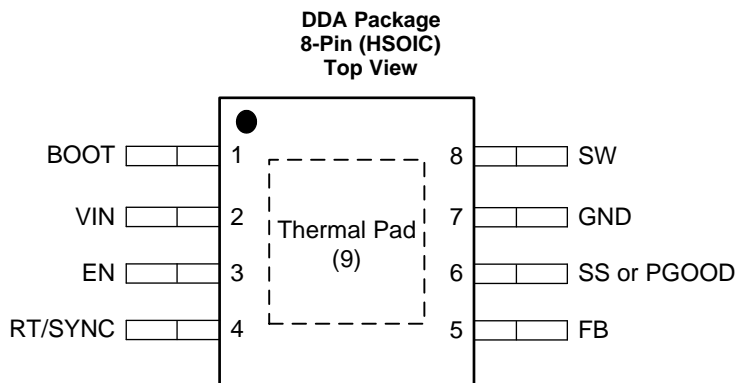 DDA Package
8-Pin (HSOIC)
Top View
BOOT 1 8 SW
VIN 2 7 GND
Thermal Pad
(9)
EN 3 6 SS or PGOOD
RT/SYNC 4 5 FB